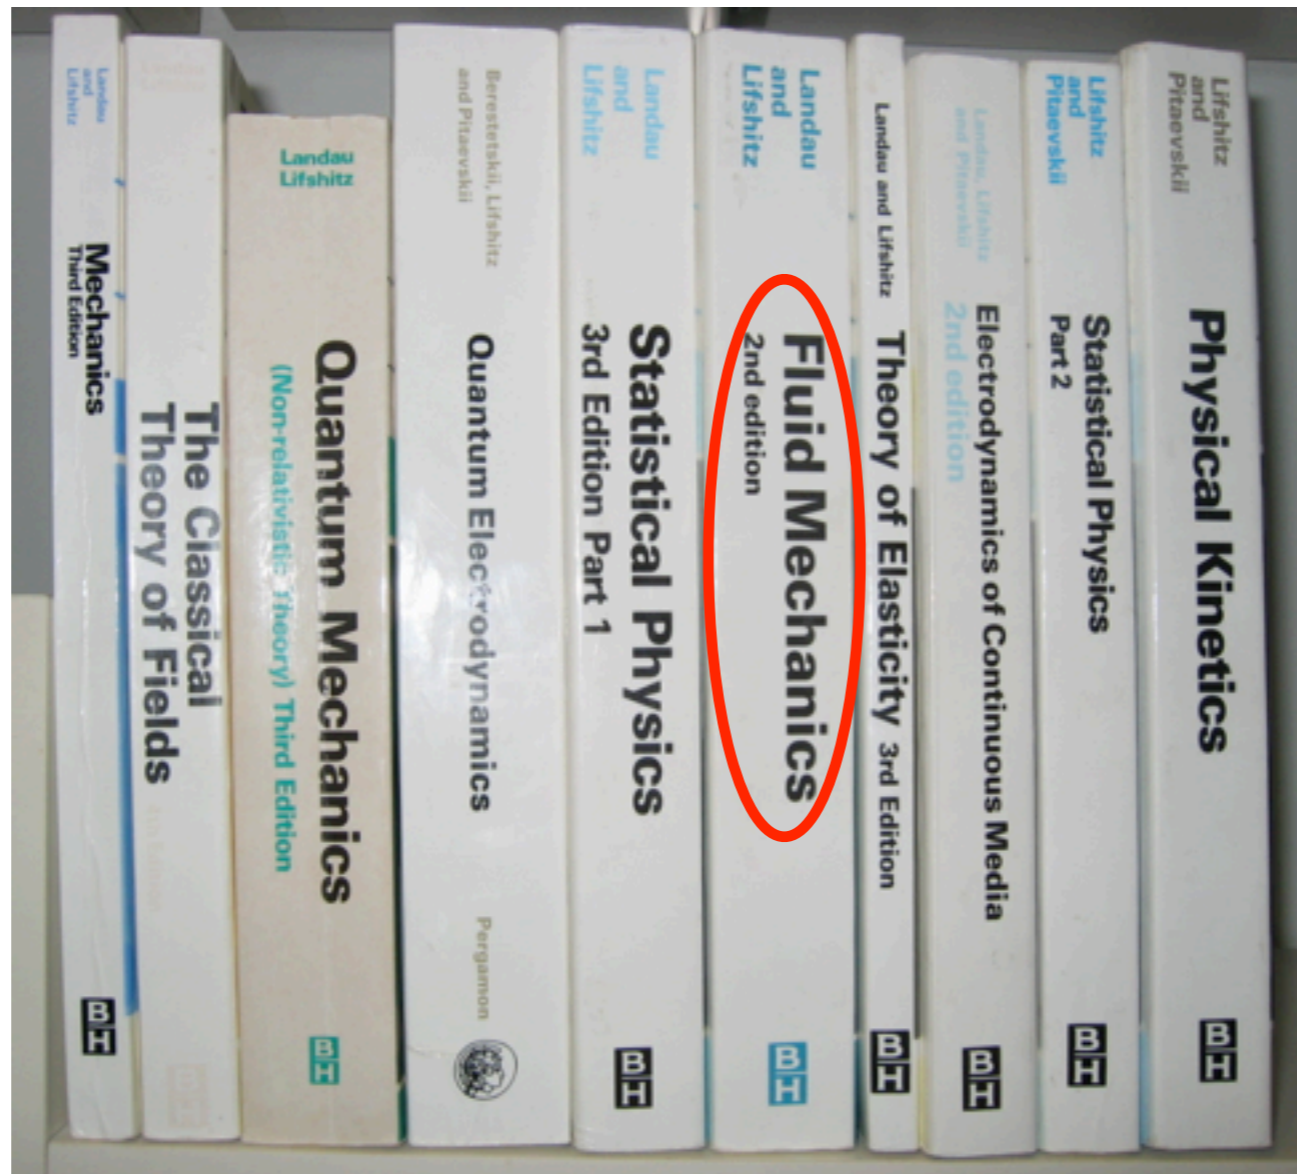 Landau
and
Lifshitz
Mechanics
Third Edition
BH
Landau
Lifshitz
The Classical
Theory of Fields
Landau
Lifshitz
Quantum Mechanics
(Non-relativistic Theory) Third Edition
BH
Berestetskii, Lifshitz
and Pitaevskii
Quantum Electrodynamics
Pergamon
Landau
and
Lifshitz
Statistical Physics
3rd Edition Part 1
BH
Landau
and
Lifshitz
Fluid Mechanics
2nd edition
BH
Landau and Lifshitz Theory of Elasticity 3rd Edition
BH
Landau, Lifshitz
and Pitaevskii
Electrodynamics of Continuous Media
2nd edition
BH
Lifshitz
and
Pitaevskii
Statistical Physics
Part 2
BH
Lifshitz
and
Pitaevskii
Physical Kinetics
BH